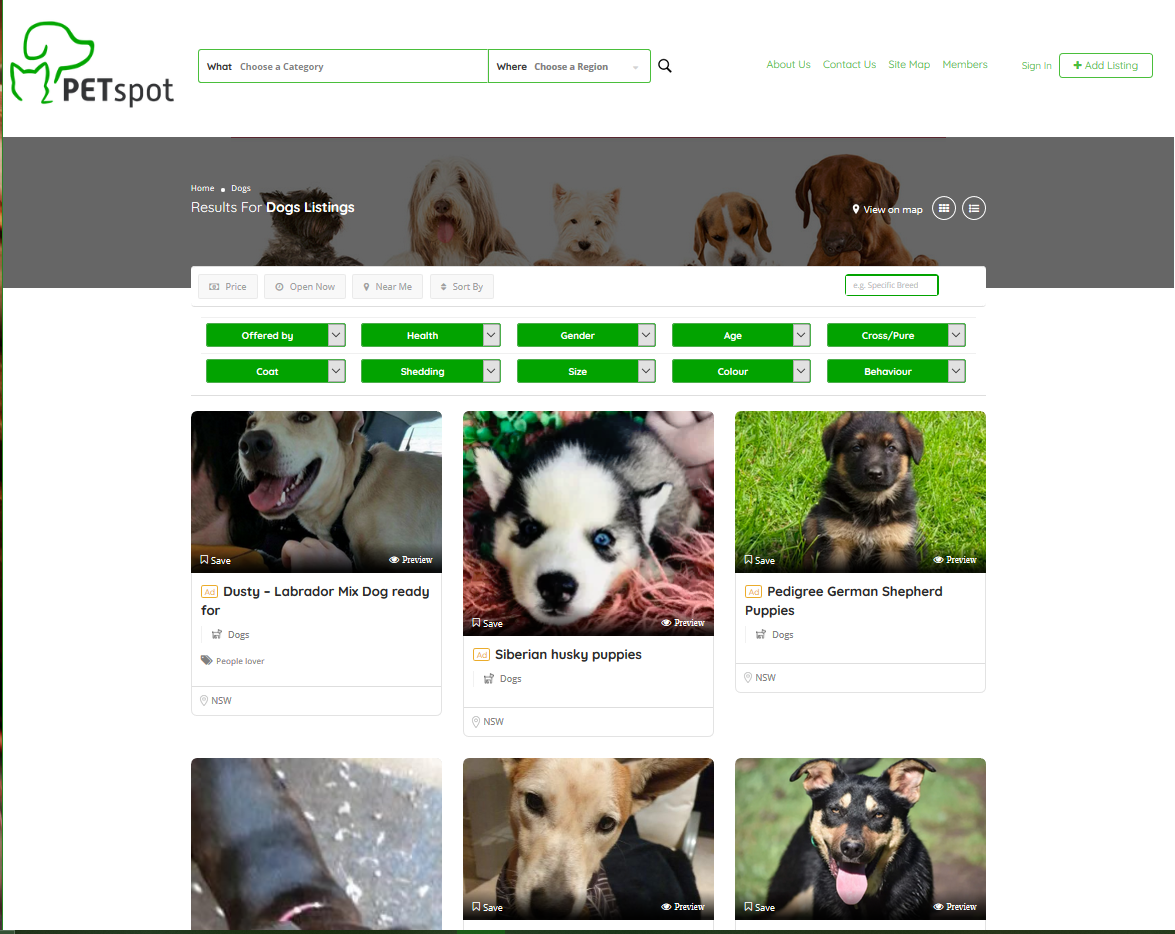 PETspot
What Choose a Category Where Choose a Region
About Us Contact Us Site Map Members Sign In + Add Listing
Home Dogs
Results For Dogs Listings
View on map
Price Open Now Near Me Sort By e.g. Specific Breed
Offered by Health Gender Age Cross/Pure
Coat Shedding Size Colour Behaviour
Save Preview
Ad Dusty – Labrador Mix Dog ready
for
Dogs
People lover
NSW
Save Preview
Ad Siberian husky puppies
Dogs
NSW
Save Preview
Ad Pedigree German Shepherd
Puppies
Dogs
NSW
Save Preview
Save Preview